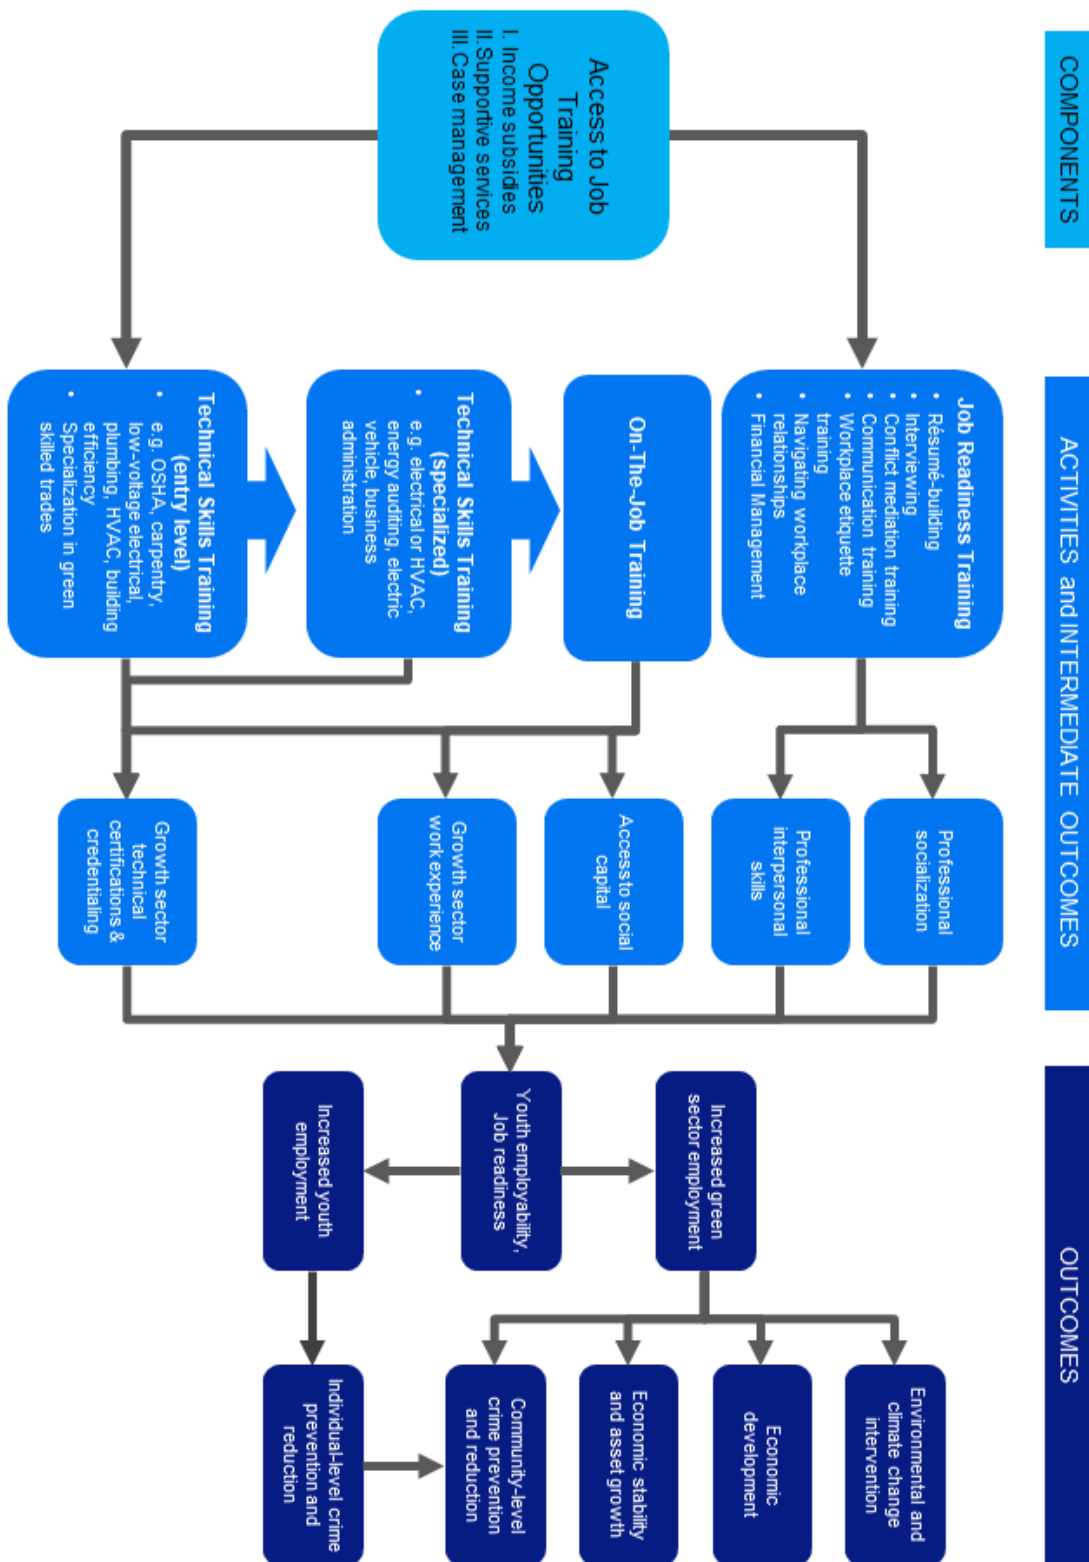 COMPONENTS
ACTIVITIES and INTERMEDIATE OUTCOMES
OUTCOMES
Access to Job
Training
Opportunities
I. Income subsidies
II. Supportive services
III. Case management
Job Readiness Training
• Résumé-building
• Interviewing
• Conflict mediation training
• Communication training
• Workplace etiquette
training
• Navigating workplace
relationships
• Financial Management
On-The-Job Training
Technical Skills Training
(specialized)
• e.g. electrical or HVAC,
energy auditing, electric
vehicle, business
administration
Technical Skills Training
(entry level)
• e.g. OSHA, carpentry,
low-voltage electrical,
plumbing, HVAC, building
efficiency
• Specialization in green
skilled trades
Professional
socialization
Professional
interpersonal
skills
Access to social
capital
Growth sector
work experience
Growth sector
technical
certifications &
credentialing
Increased green
sector employment
Youth employability,
Job readiness
Increased youth
employment
Environmental and
climate change
intervention
Economic
development
Economic stability
and asset growth
Community-level
crime prevention
and reduction
Individual-level crime
prevention and
reduction